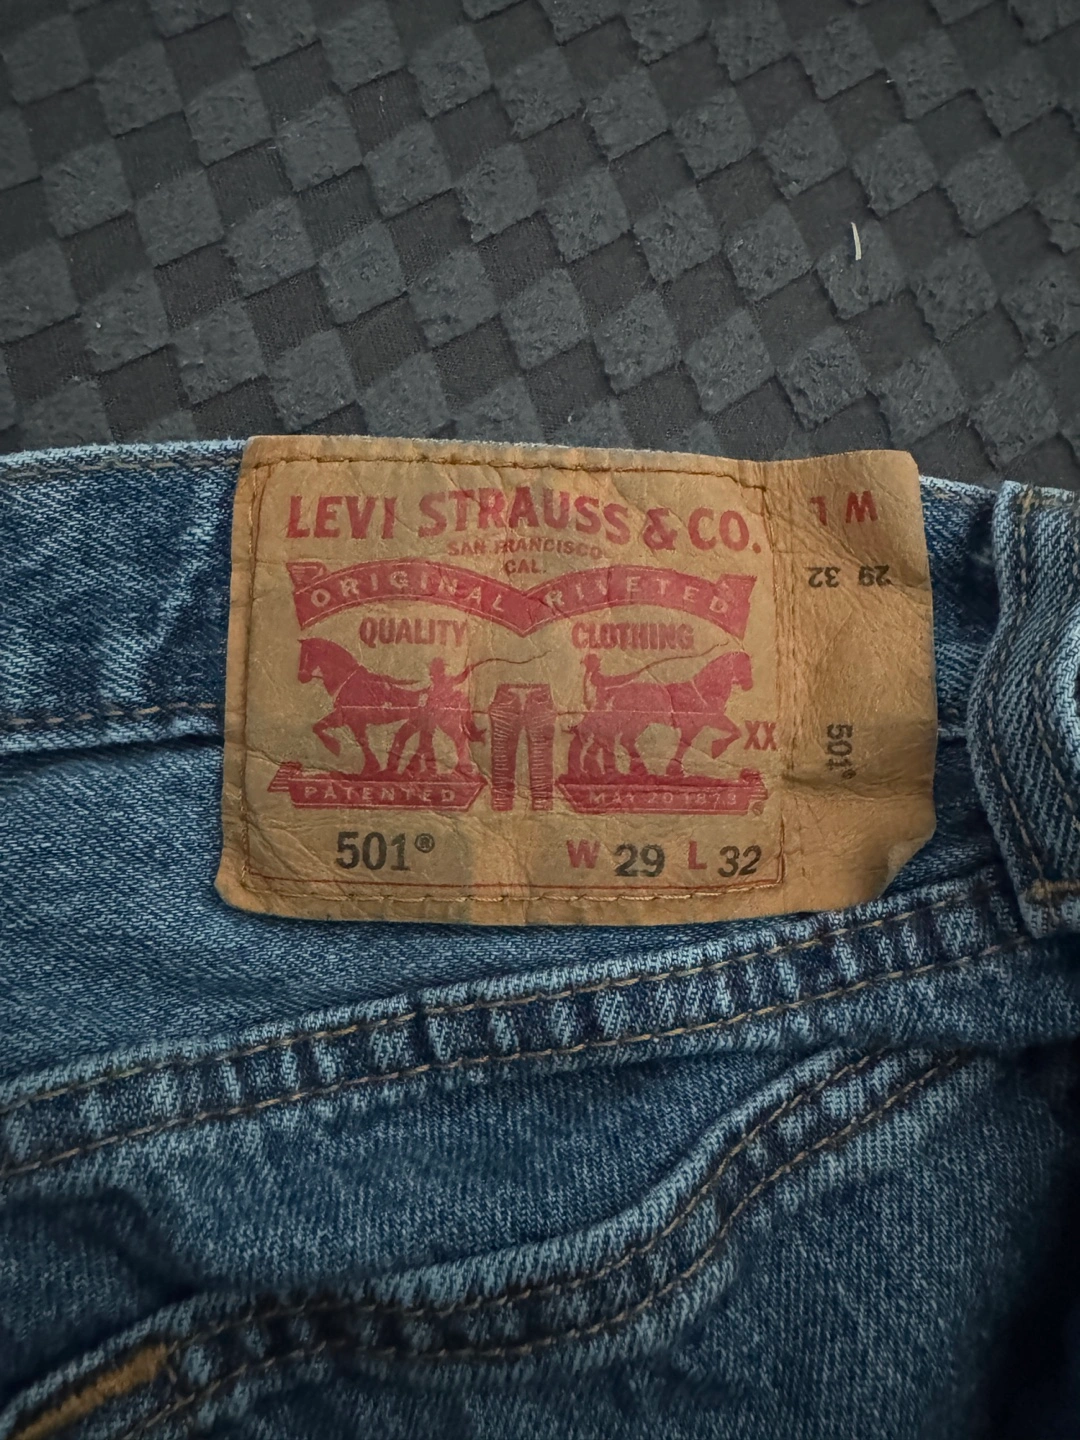 LEVI STRAUSS & CO.
SAN FRANCISCO
CAL.
ORIGINAL RIVETED
QUALITY CLOTHING
XX
PATENTED MAY 20 1873
®
501® W 29 L 32
W L
29 32
501®